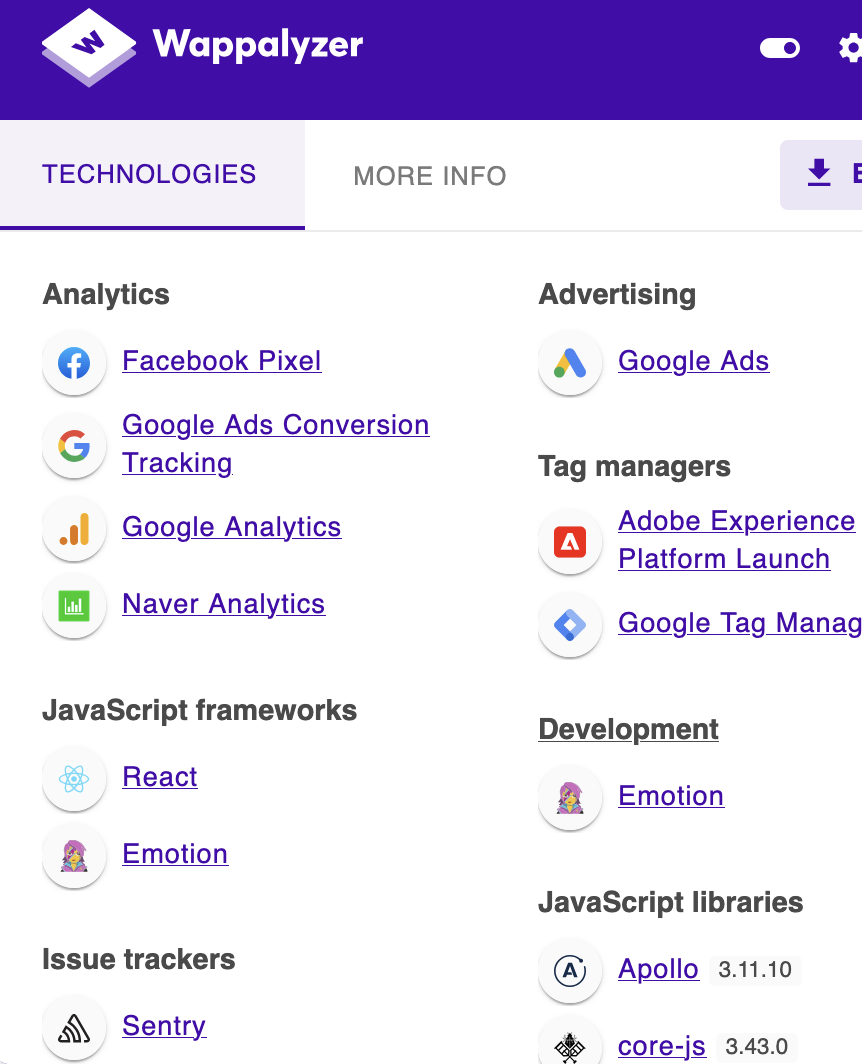 Wappalyzer
TECHNOLOGIES
MORE INFO
Analytics
Facebook Pixel
Google Ads Conversion
Tracking
Google Analytics
Naver Analytics
JavaScript frameworks
React
Emotion
Issue trackers
Sentry
Advertising
Google Ads
Tag managers
Adobe Experience
Platform Launch
Google Tag Manag
Development
Emotion
JavaScript libraries
Apollo 3.11.10
core-js 3.43.0